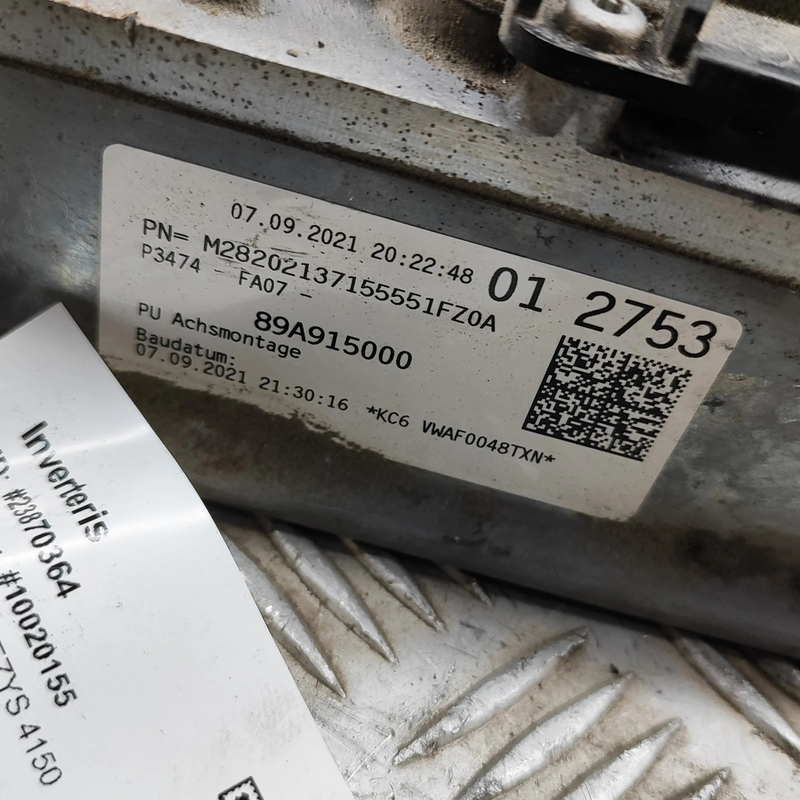 07.09.2021 20:22:48 01 2753
PN= M28202137155551FZ0A
P3474 - FA07 -
89A915000
PU Achsmontage
Baudatum:
07.09.2021 21:30:16 *KC6 VWAF0048TXN*
Inverteris
#23870364
#10020155
4150